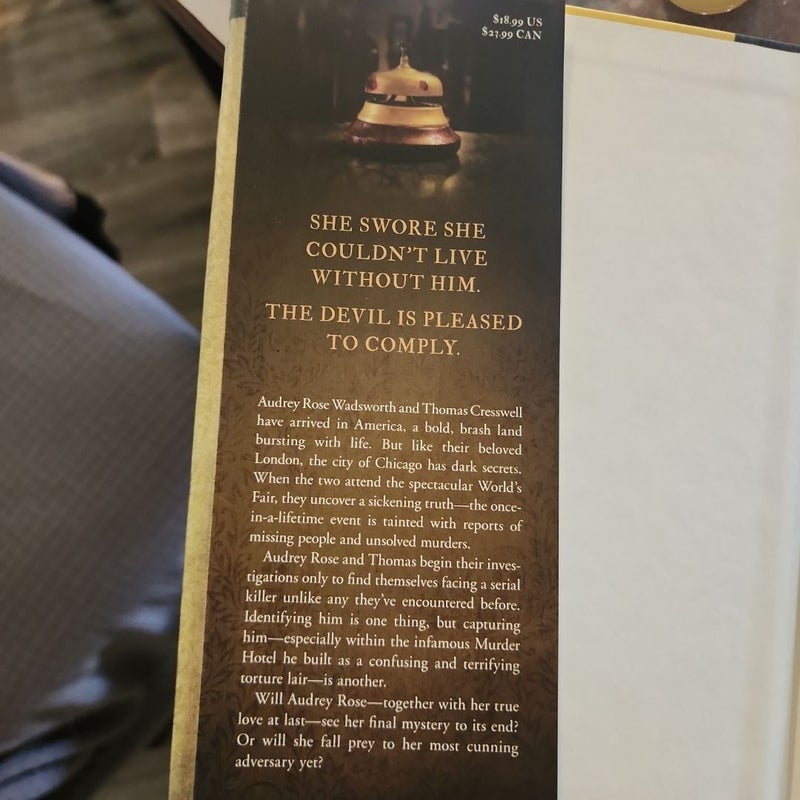 $18.99 US
$23.99 CAN
SHE SWORE SHE
COULDN'T LIVE
WITHOUT HIM.
THE DEVIL IS PLEASED
TO COMPLY.
Audrey Rose Wadsworth and Thomas Cresswell
have arrived in America, a bold, brash land
bursting with life. But like their beloved
London, the city of Chicago has dark secrets.
When the two attend the spectacular World's
Fair, they uncover a sickening truth—the once-
in-a-lifetime event is tainted with reports of
missing people and unsolved murders.
Audrey Rose and Thomas begin their inves-
tigations only to find themselves facing a serial
killer unlike any they've encountered before.
Identifying him is one thing, but capturing
him—especially within the infamous Murder
Hotel he built as a confusing and terrifying
torture lair—is another.
Will Audrey Rose—together with her true
love at last—see her final mystery to its end?
Or will she fall prey to her most cunning
adversary yet?